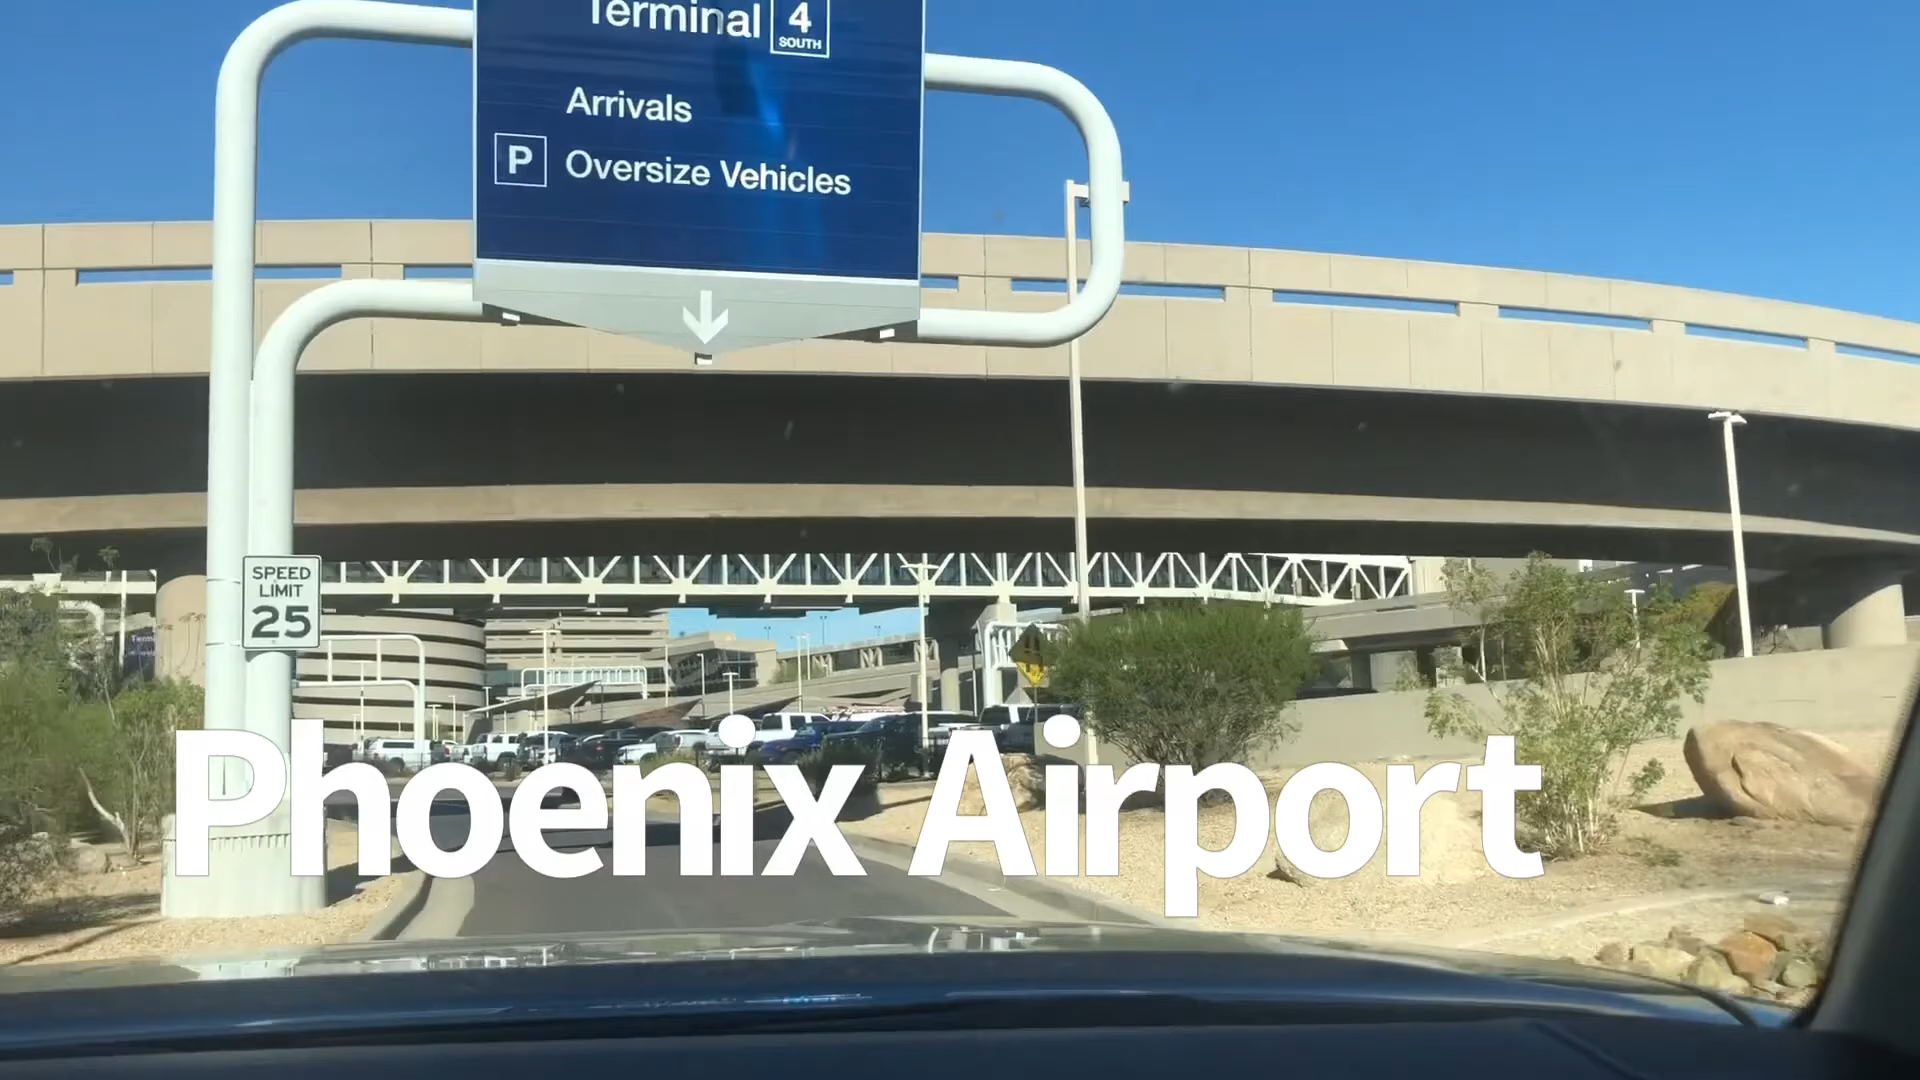 Terminal 4
SOUTH
Arrivals
P Oversize Vehicles
SPEED
LIMIT
25
Phoenix Airport